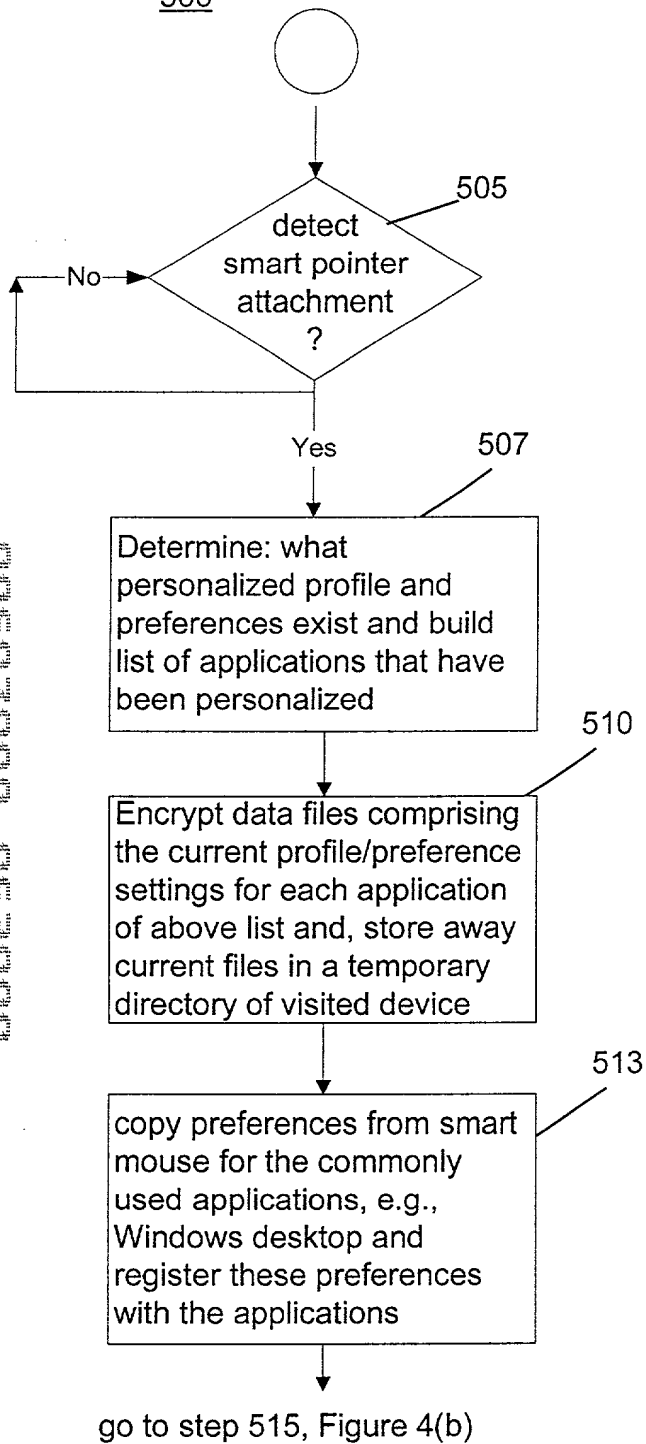 505
detect
smart pointer
attachment
?
No
Yes
507
Determine: what
personalized profile and
preferences exist and build
list of applications that have
been personalized
510
Encrypt data files comprising
the current profile/preference
settings for each application
of above list and, store away
current files in a temporary
directory of visited device
513
copy preferences from smart
mouse for the commonly
used applications, e.g.,
Windows desktop and
register these preferences
with the applications
go to step 515, Figure 4(b)